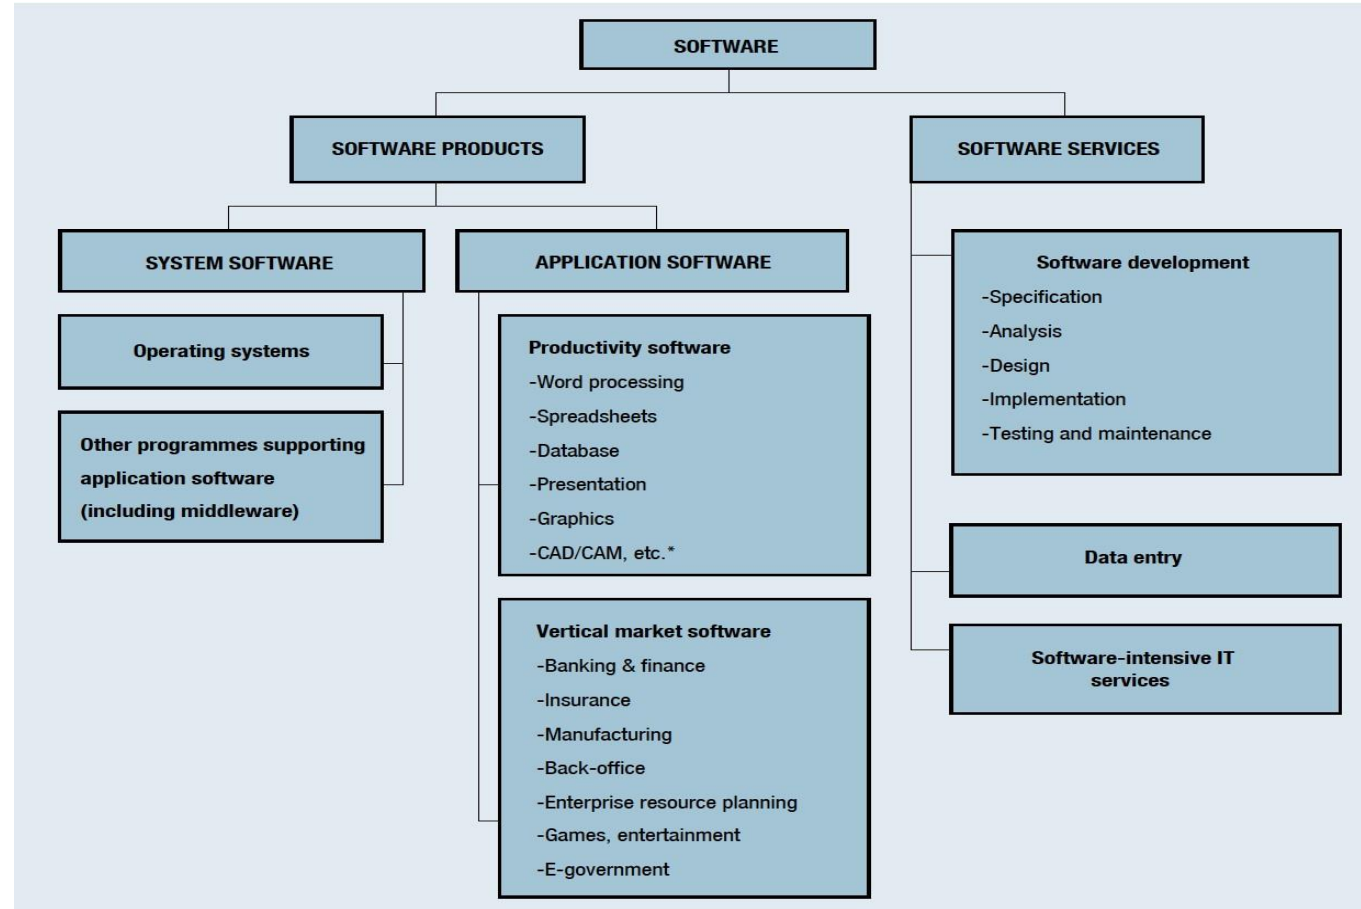 SOFTWARE
SOFTWARE PRODUCTS
SOFTWARE SERVICES
SYSTEM SOFTWARE
APPLICATION SOFTWARE
Operating systems
Other programmes supporting
application software
(including middleware)
Productivity software
-Word processing
-Spreadsheets
-Database
-Presentation
-Graphics
-CAD/CAM, etc.*
Vertical market software
-Banking & finance
-Insurance
-Manufacturing
-Back-office
-Enterprise resource planning
-Games, entertainment
-E-government
Software development
-Specification
-Analysis
-Design
-Implementation
-Testing and maintenance
Data entry
Software-intensive IT
services